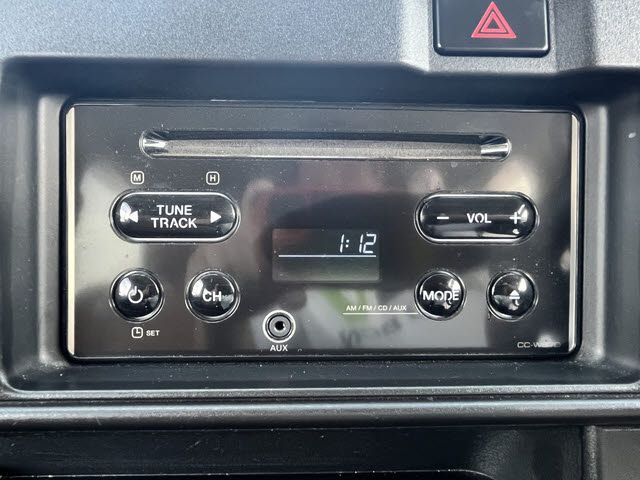 M H
TUNE
TRACK
- VOL +
1:12
CH
MODE
AM / FM / CD / AUX
SET
AUX